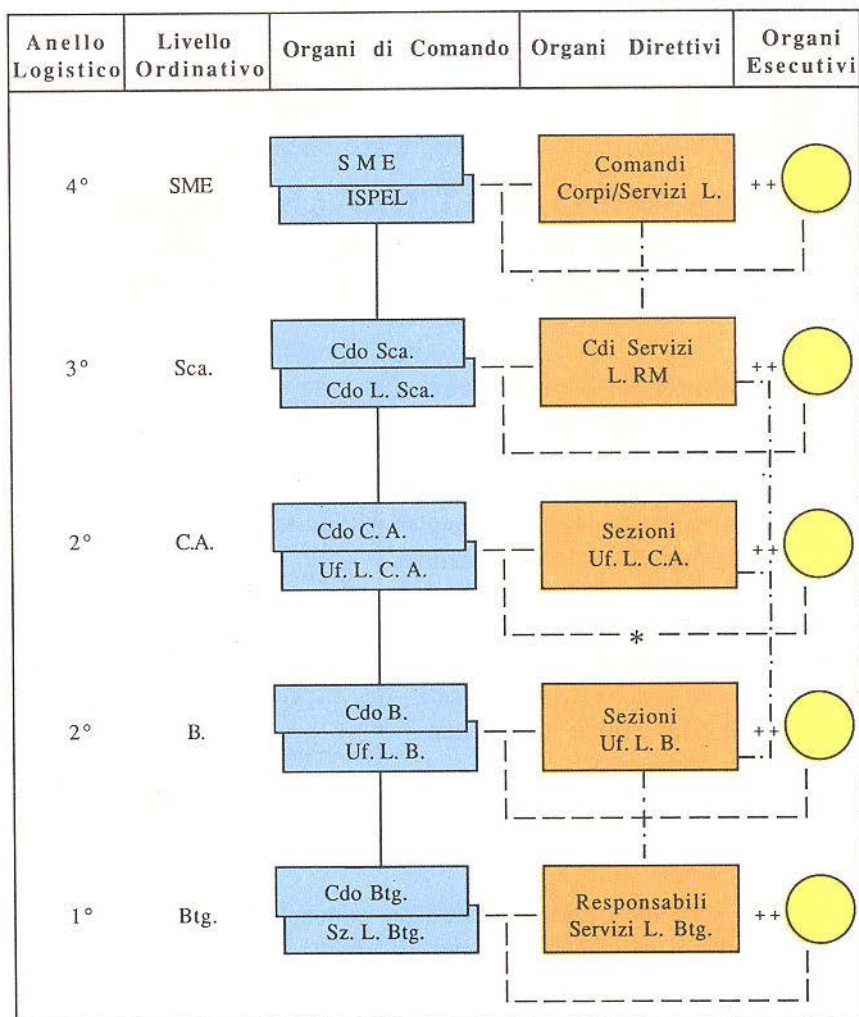 Anello Logistico
Livello Ordinativo
Organi di Comando
Organi Direttivi
Organi Esecutivi
4°
SME
SME
ISPEL
Comandi
Corpi/Servizi L.
++
3°
Sca.
Cdo Sca.
Cdo L. Sca.
Cdi Servizi
L. RM
++
2°
C.A.
Cdo C. A.
Uf. L. C. A.
Sezioni
Uf. L. C.A.
++
*
2°
B.
Cdo B.
Uf. L. B.
Sezioni
Uf. L. B.
++
1°
Btg.
Cdo Btg.
Sz. L. Btg.
Responsabili
Servizi L. Btg.
++